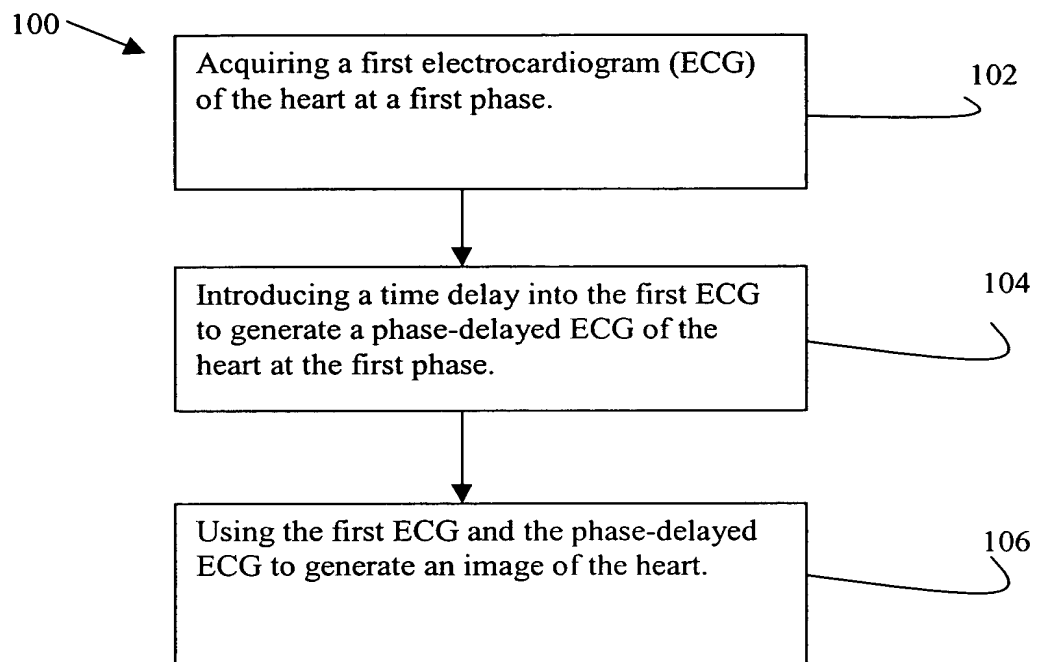 100
Acquiring a first electrocardiogram (ECG)
of the heart at a first phase.
102
Introducing a time delay into the first ECG
to generate a phase-delayed ECG of the
heart at the first phase.
104
Using the first ECG and the phase-delayed
ECG to generate an image of the heart.
106